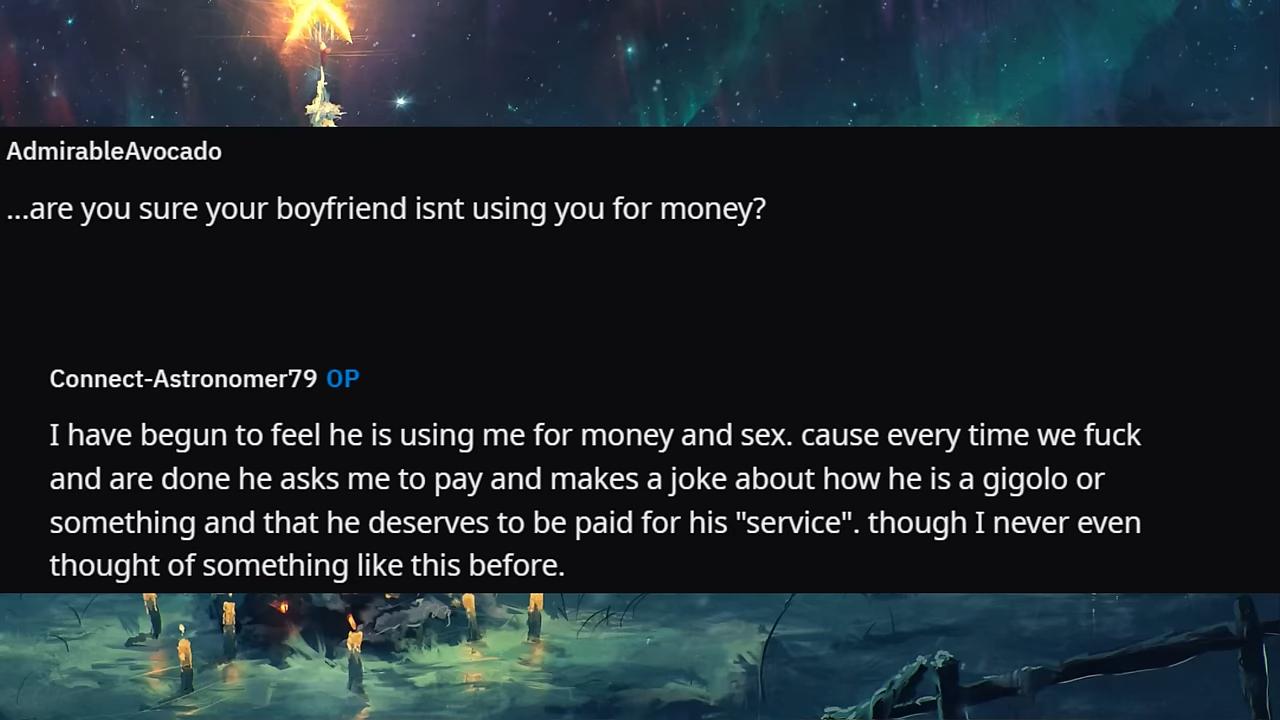 AdmirableAvocado
...are you sure your boyfriend isnt using you for money?
Connect-Astronomer79 OP
I have begun to feel he is using me for money and sex. cause every time we fuck
and are done he asks me to pay and makes a joke about how he is a gigolo or
something and that he deserves to be paid for his "service". though I never even
thought of something like this before.